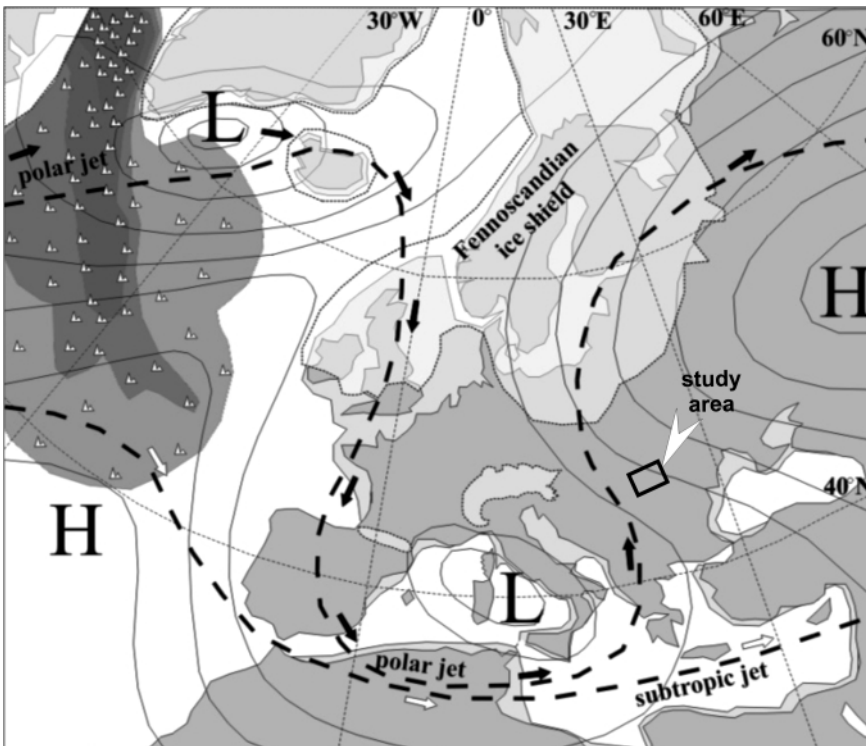 30°W
0°
30°E
60°E
60°N
L
polar jet
Fennoscandian
ice shield
H
study
area
40°N
H
L
polar jet
subtropic jet